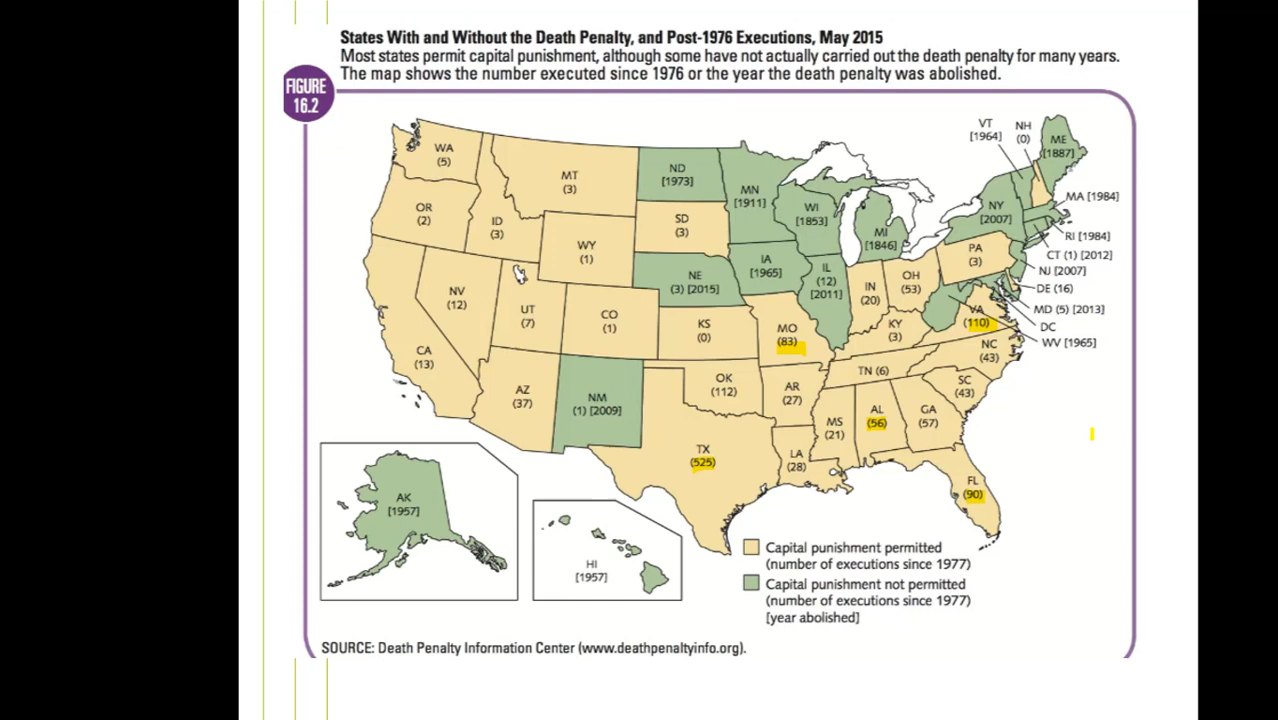 States With and Without the Death Penalty, and Post-1976 Executions, May 2015
Most states permit capital punishment, although some have not actually carried out the death penalty for many years.
The map shows the number executed since 1976 or the year the death penalty was abolished.
FIGURE
16.2
WA
(5)
OR
(2)
CA
(13)
NV
(12)
ID
(3)
MT
(3)
WY
(1)
UT
(7)
CO
(1)
AZ
(37)
NM
(1) [2009]
ND
[1973]
SD
(3)
NE
(3) [2015]
KS
(0)
OK
(112)
TX
(525)
MN
[1911]
IA
[1965]
MO
(83)
AR
(27)
LA
(28)
WI
[1853]
IL
(12)
[2011]
MI
[1846]
IN
(20)
OH
(53)
KY
(3)
TN (6)
MS
(21)
AL
(56)
GA
(57)
FL
(90)
SC
(43)
NC
(43)
VA
(110)
PA
(3)
NY
[2007]
VT
[1964]
NH
(0)
ME
[1887]
MA [1984]
RI [1984]
CT (1) [2012]
NJ [2007]
DE (16)
MD (5) [2013]
DC
WV [1965]
AK
[1957]
HI
[1957]
Capital punishment permitted
(number of executions since 1977)
Capital punishment not permitted
(number of executions since 1977)
[year abolished]
SOURCE: Death Penalty Information Center (www.deathpenaltyinfo.org).